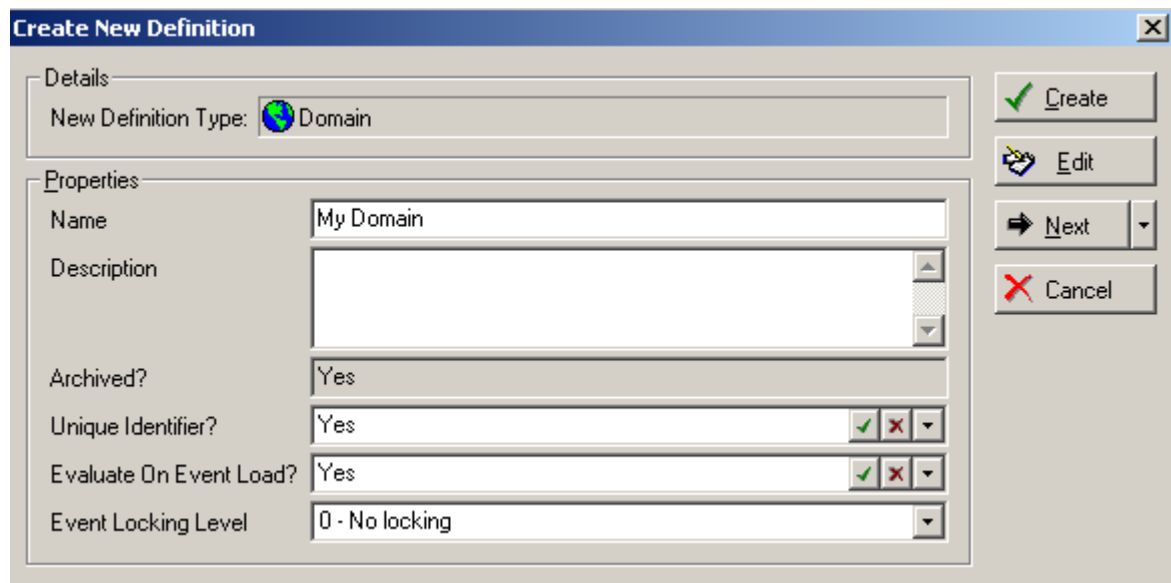 Create New Definition
Details
New Definition Type: Domain
Properties
Name My Domain
Description
Archived? Yes
Unique Identifier? Yes
Evaluate On Event Load? Yes
Event Locking Level 0 - No locking
Create
Edit
Next
Cancel